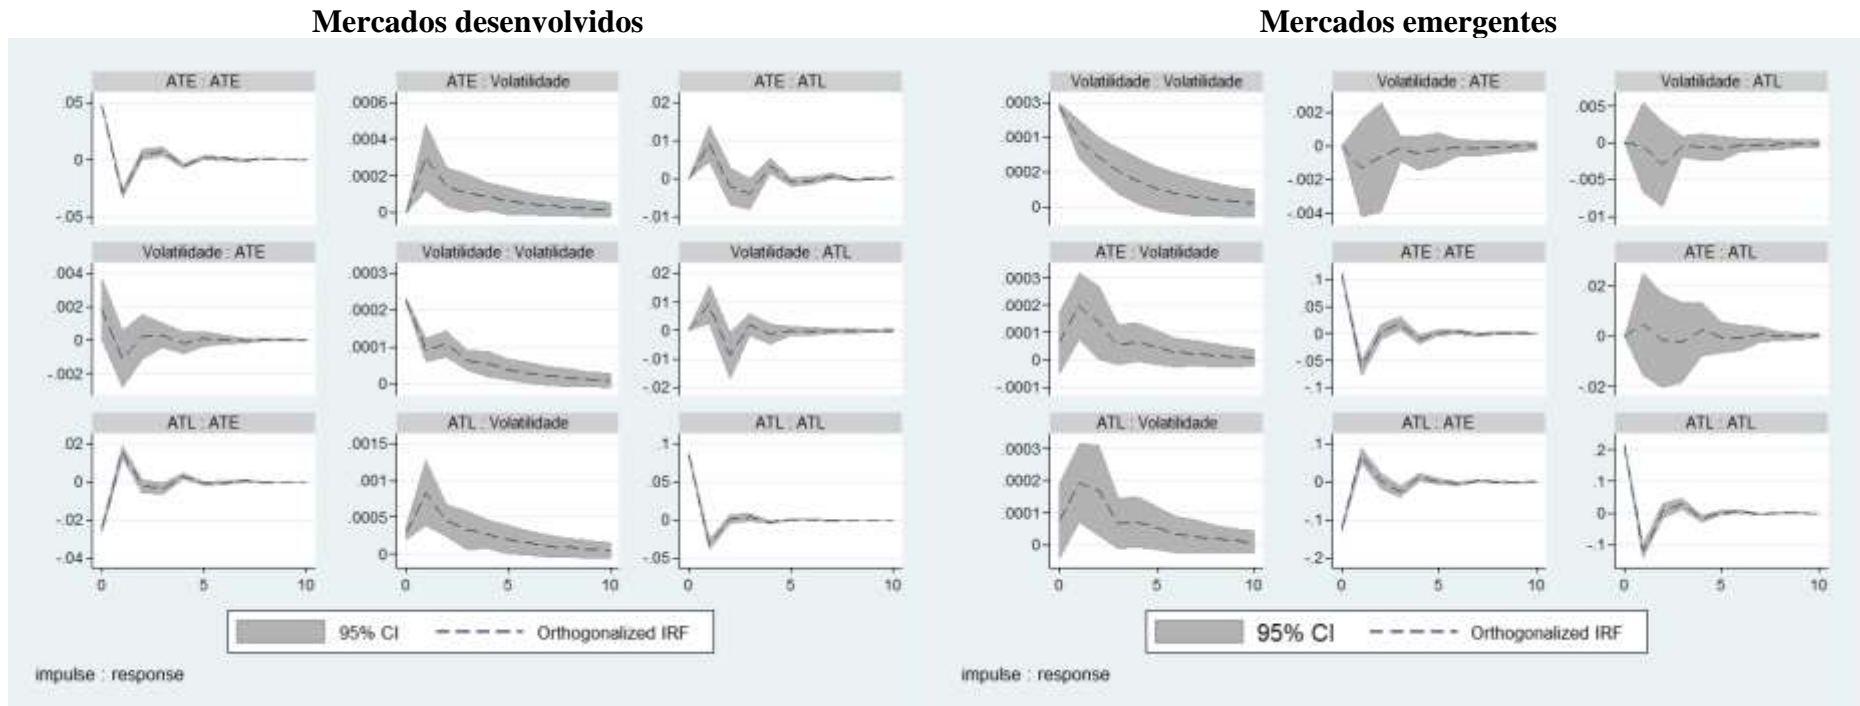 Mercados desenvolvidos
Mercados emergentes
ATE : ATE
ATE : Volatilidade
ATE : ATL
.05
0
-.05
.0006
.0004
.0002
0
.02
.01
0
-.01
Volatilidade : ATE
Volatilidade : Volatilidade
Volatilidade : ATL
.004
.002
0
-.002
.0003
.0002
.0001
0
.02
.01
0
-.01
-.02
ATL : ATE
ATL : Volatilidade
ATL : ATL
.02
0
-.02
-.04
.0015
.001
.0005
0
.1
.05
0
-.05
0 5 10
0 5 10
0 5 10
95% CI
Orthogonalized IRF
impulse : response
Volatilidade : Volatilidade
Volatilidade : ATE
Volatilidade : ATL
.0003
.0001
.0002
0
.002
0
-.002
-.004
.005
0
-.005
-.01
ATE : Volatilidade
ATE : ATE
ATE : ATL
.0003
.0002
.0001
0
-.0001
.1
.05
0
-.05
-.1
.02
0
-.02
ATL : Volatilidade
ATL : ATE
ATL : ATL
.0003
.0002
.0001
0
.1
0
-.1
-.2
.2
.1
0
-.1
0 5 10
0 5 10
0 5 10
95% CI
Orthogonalized IRF
impulse : response